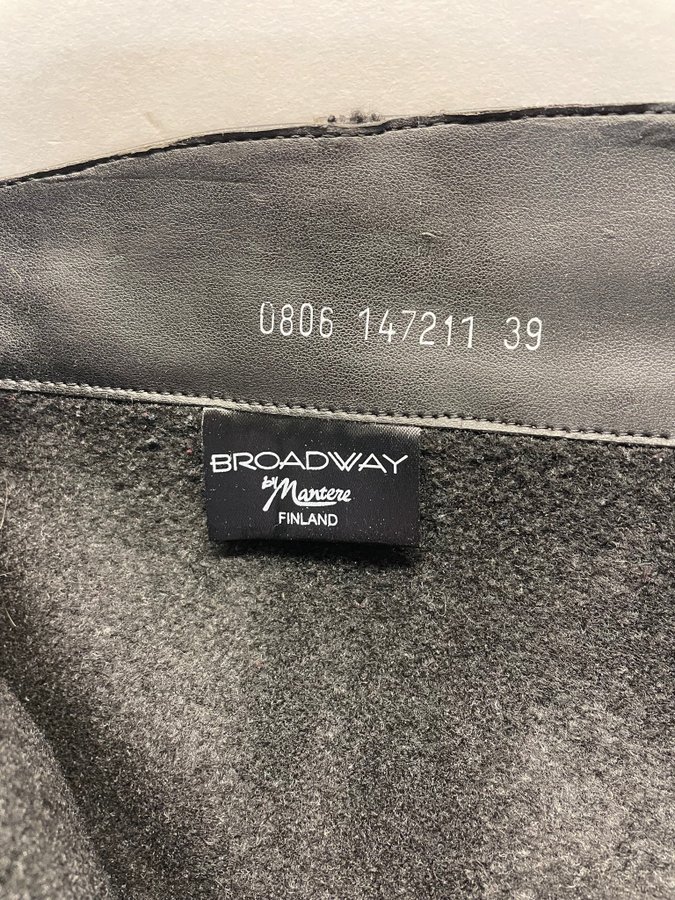 0806 147211 39
BROADWAY
by Mantere
FINLAND